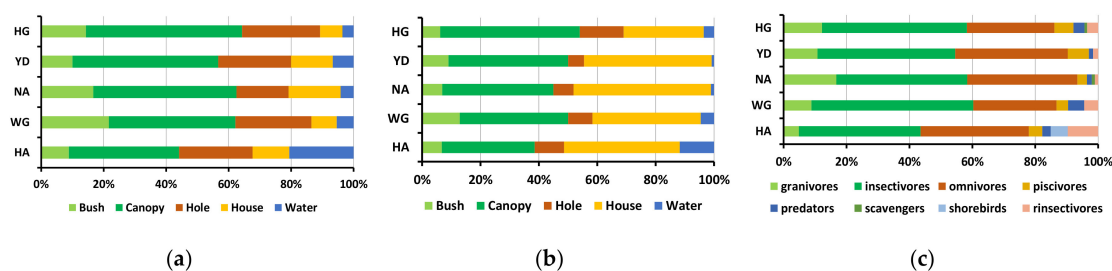 HG
YD
NA
WG
HA
0% 20% 40% 60% 80% 100%
Bush Canopy Hole House Water
(a)
HG
YD
NA
WG
HA
0% 20% 40% 60% 80% 100%
Bush Canopy Hole House Water
(b)
HG
YD
NA
WG
HA
0% 20% 40% 60% 80% 100%
granivores insectivores omnivores piscivores
predators scavengers shorebirds rinsectivores
(c)